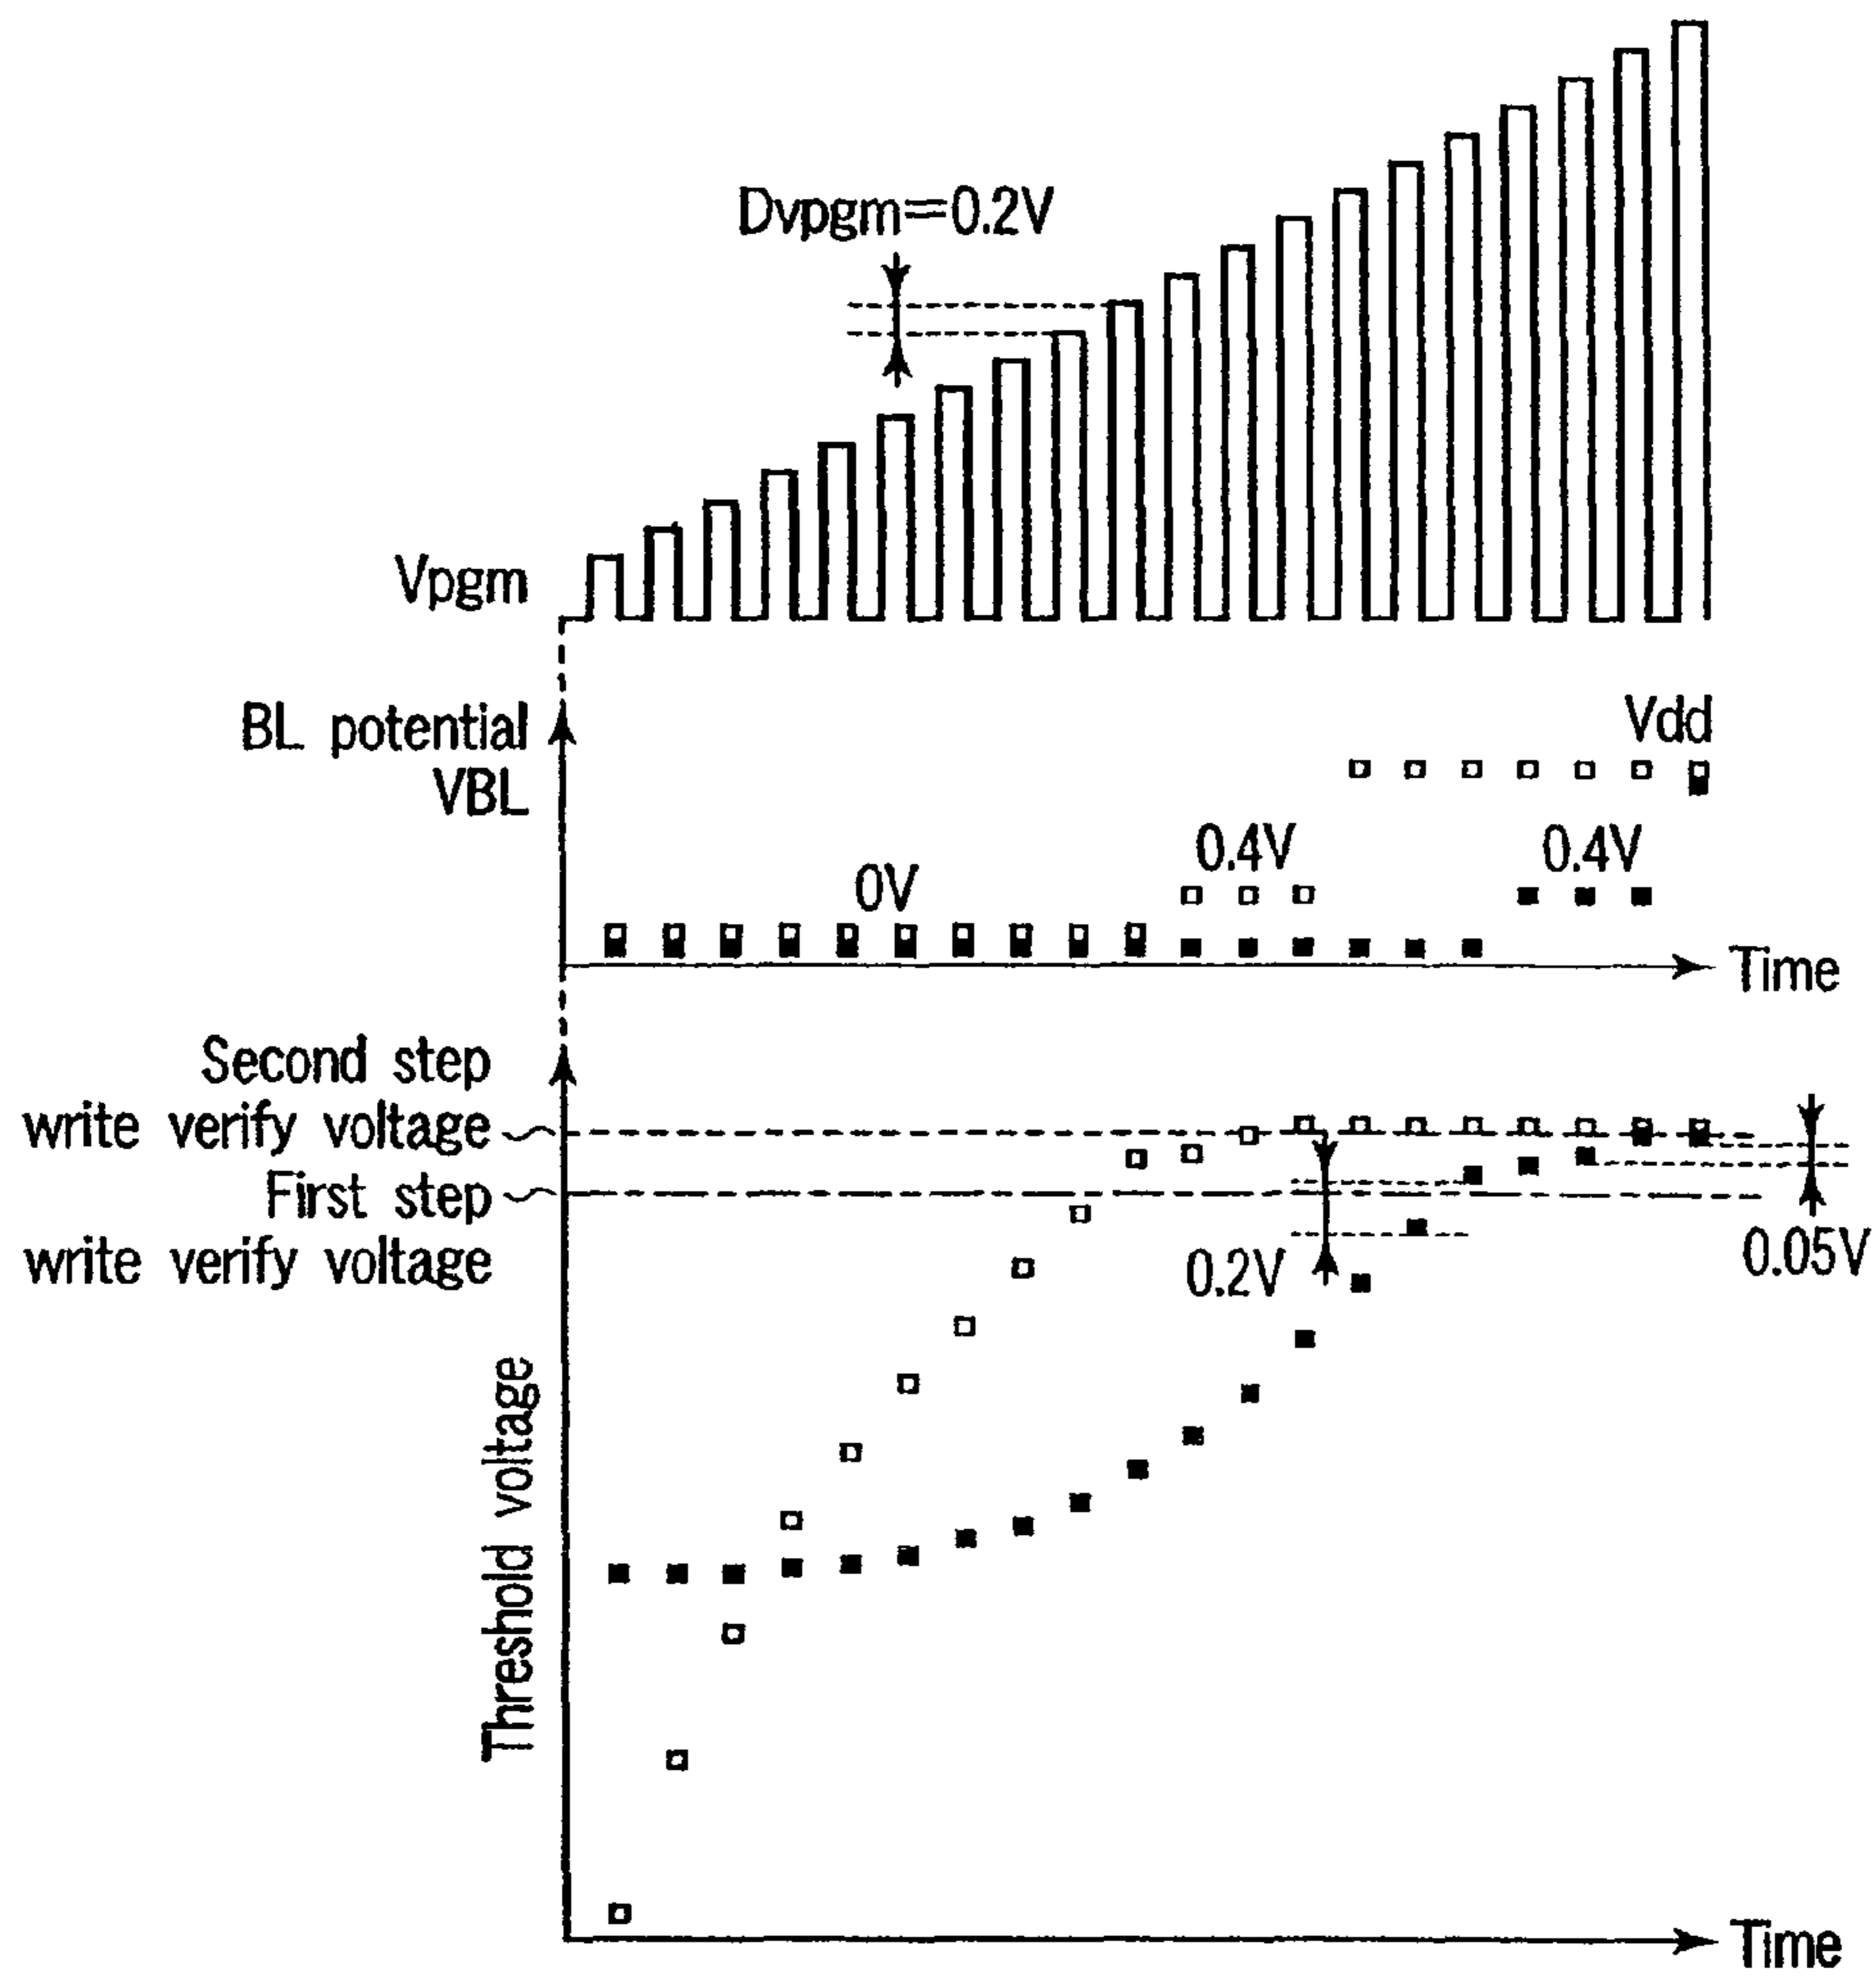 Dvpgm=0.2V
Vpgm
BL potential
VBL
Vdd
0V
0.4V
0.4V
Time
Second step
write verify voltage
First step
write verify voltage
0.2V
0.05V
Threshold voltage
Time